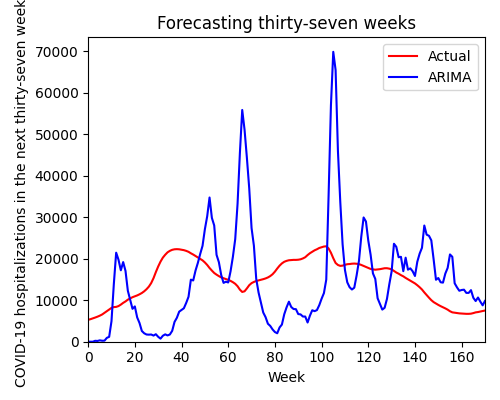 Forecasting thirty-seven weeks
COVID-19 hospitalizations in the next thirty-seven week
70000
60000
50000
40000
30000
20000
10000
0
Actual
ARIMA
0 20 40 60 80 100 120 140 160
Week